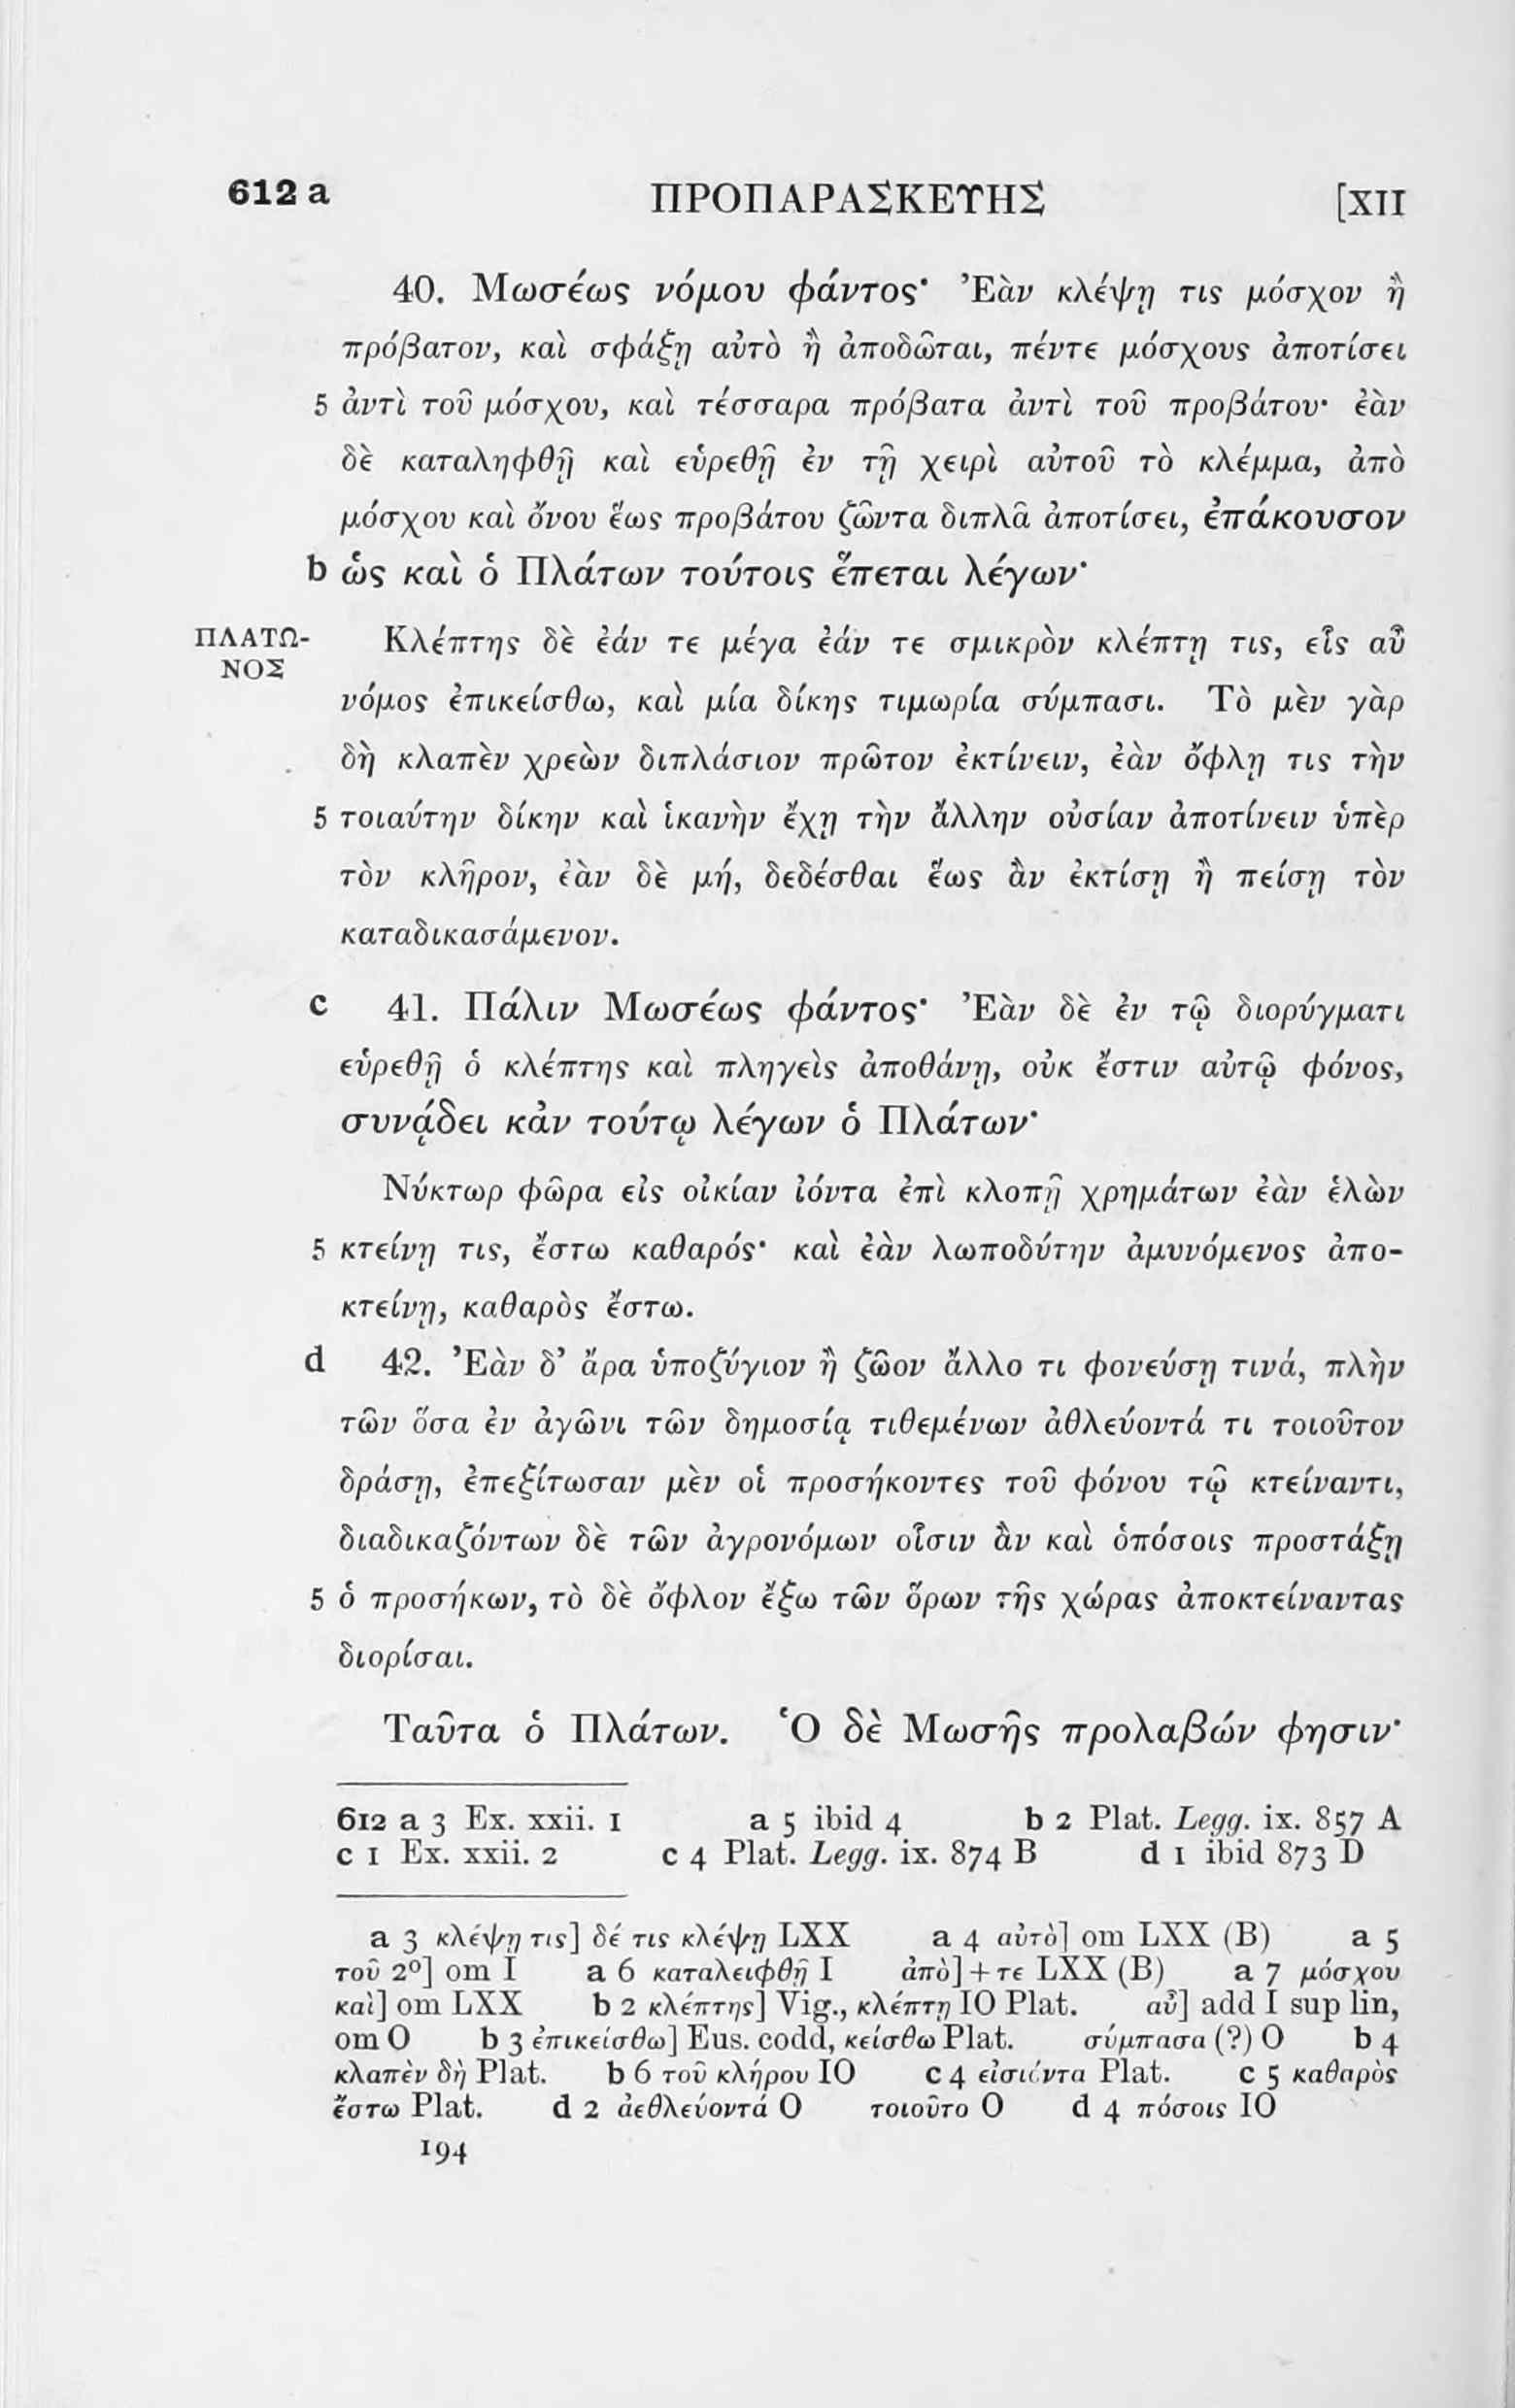 612 a ΠΡΟΠΑΡΑΣΚΕΥΗΣ [XII
40. Μωσέως νόμου φάντος· Ἐὰν κλέψῃ τις μόσχον ἢ
πρόβατον, καὶ σφάξῃ αὐτὸ ἢ ἀποδῶται, πέντε μόσχους ἀποτίσει
5 ἀντὶ τοῦ μόσχου, καὶ τέσσαρα πρόβατα ἀντὶ τοῦ προβάτου· ἐὰν
δὲ καταληφθῇ καὶ εὑρεθῇ ἐν τῇ χειρὶ αὐτοῦ τὸ κλέμμα, ἀπὸ
μόσχου καὶ ὄνου ἕως προβάτου ζῶντα διπλᾶ ἀποτίσει, ἐπάκουσον
b ὡς καὶ ὁ Πλάτων τούτοις ἕπεται λέγων·
ΠΛΑΤΩ- Κλέπτης δὲ ἐάν τε μέγα ἐάν τε σμικρὸν κλέπτῃ τις, εἷς αὖ
ΝΟΣ
νόμος ἐπικείσθω, καὶ μία δίκης τιμωρία σύμπασι. Τὸ μὲν γὰρ
δὴ κλαπὲν χρεὼν διπλάσιον πρῶτον ἐκτίνειν, ἐὰν ὄφλῃ τις τὴν
5 τοιαύτην δίκην καὶ ἱκανὴν ἔχῃ τὴν ἄλλην οὐσίαν ἀποτίνειν ὑπὲρ
τὸν κλῆρον, ἐὰν δὲ μή, δεδέσθαι ἕως ἂν ἐκτίσῃ ἢ πείσῃ τὸν
καταδικασάμενον.
c 41. Πάλιν Μωσέως φάντος· Ἐὰν δὲ ἐν τῷ διορύγματι
εὑρεθῇ ὁ κλέπτης καὶ πληγεὶς ἀποθάνῃ, οὐκ ἔστιν αὐτῷ φόνος,
συνᾴδει κἀν τούτῳ λέγων ὁ Πλάτων·
Νύκτωρ φῶρα εἰς οἰκίαν ἰόντα ἐπὶ κλοπῇ χρημάτων ἐὰν ἑλὼν
5 κτείνῃ τις, ἔστω καθαρός· καὶ ἐὰν λωποδύτην ἀμυνόμενος ἀπο-
κτείνῃ, καθαρὸς ἔστω.
d 42. Ἐὰν δ' ἄρα ὑποζύγιον ἢ ζῶον ἄλλο τι φονεύσῃ τινά, πλὴν
τῶν ὅσα ἐν ἀγῶνι τῶν δημοσίᾳ τιθεμένων ἀθλεύοντά τι τοιοῦτον
δράσῃ, ἐπεξίτωσαν μὲν οἱ προσήκοντες τοῦ φόνου τῷ κτείναντι,
διαδικαζόντων δὲ τῶν ἀγρονόμων οἷσιν ἂν καὶ ὁπόσοις προστάξῃ
5 ὁ προσήκων, τὸ δὲ ὄφλον ἔξω τῶν ὅρων τῆς χώρας ἀποκτείναντας
διορίσαι.
Ταῦτα ὁ Πλάτων. Ὁ δὲ Μωσῆς προλαβών φησιν·
612 a 3 Ex. xxii. 1 a 5 ibid 4 b 2 Plat. Legg. ix. 857 A
c 1 Ex. xxii. 2 c 4 Plat. Legg. ix. 874 B d 1 ibid 873 D
a 3 κλέψῃ τις] δέ τις κλέψῃ LXX a 4 αὐτὸ] om LXX (B) a 5
τοῦ 2º] om I a 6 καταλειφθῇ I ἀπὸ] + τε LXX (B) a 7 μόσχου
καὶ] om LXX b 2 κλέπτης] Vig., κλέπτῃ IO Plat. αὖ] add I sup lin,
om O b 3 ἐπικείσθω] Eus. codd, κείσθω Plat. σύμπασα (?) O b 4
κλαπὲν δὴ Plat. b 6 τοῦ κλήρου IO c 4 εἰσιόντα Plat. c 5 καθαρὸς
ἔστω Plat. d 2 ἀεθλεύοντά O τοιοῦτο O d 4 πόσοις IO
194